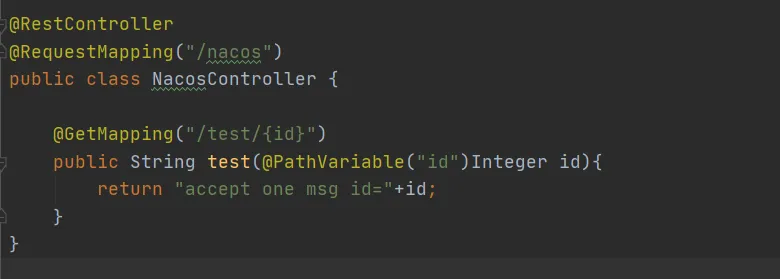 @RestController
@RequestMapping("/nacos")
public class NacosController {
@GetMapping("/test/{id}")
public String test(@PathVariable("id")Integer id){
return "accept one msg id="+id;
}
}